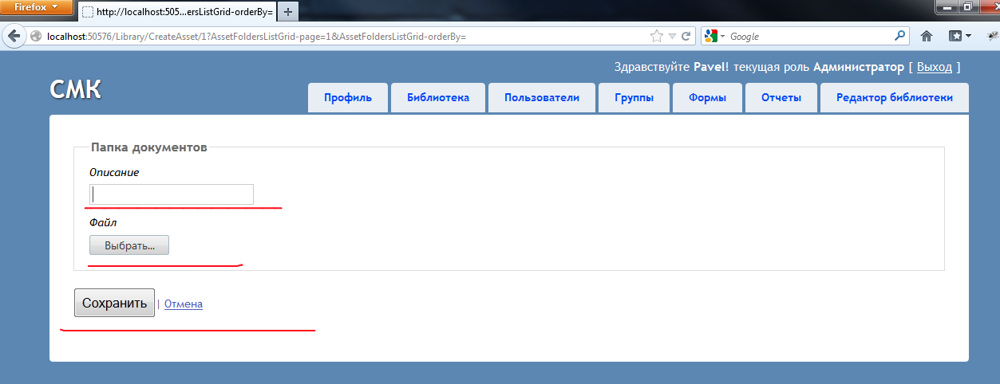 Firefox
http://localhost:505...ersListGrid-orderBy=
localhost:50576/Library/CreateAsset/1?AssetFoldersListGrid-page=1&AssetFoldersListGrid-orderBy=
Google
Здравствуйте Pavel! текущая роль Администратор [ Выход ]
СМК
Профиль Библиотека Пользователи Группы Формы Отчеты Редактор библиотеки
Папка документов
Описание
Файл
Выбрать...
Сохранить | Отмена